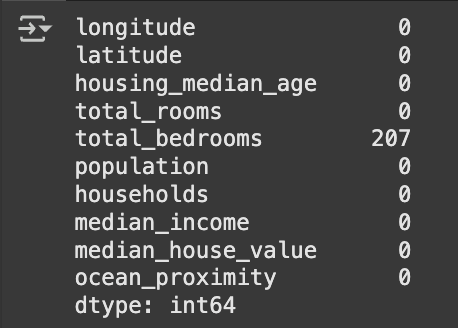 longitude 0
latitude 0
housing_median_age 0
total_rooms 0
total_bedrooms 207
population 0
households 0
median_income 0
median_house_value 0
ocean_proximity 0
dtype: int64